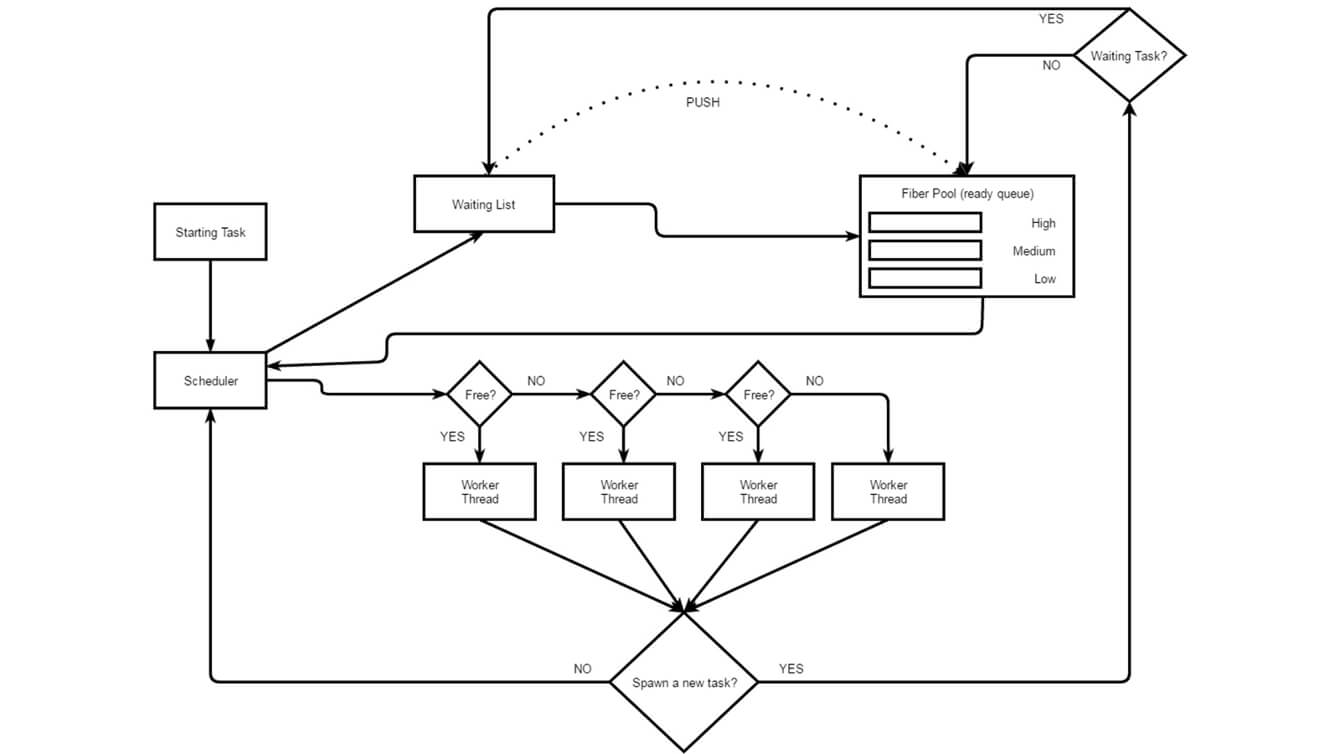 YES
Waiting Task?
NO
PUSH
Waiting List
Fiber Pool (ready queue)
High
Medium
Low
Starting Task
Scheduler
Free?
NO
Free?
NO
Free?
NO
YES
YES
YES
Worker
Thread
Worker
Thread
Worker
Thread
Worker
Thread
NO
Spawn a new task?
YES